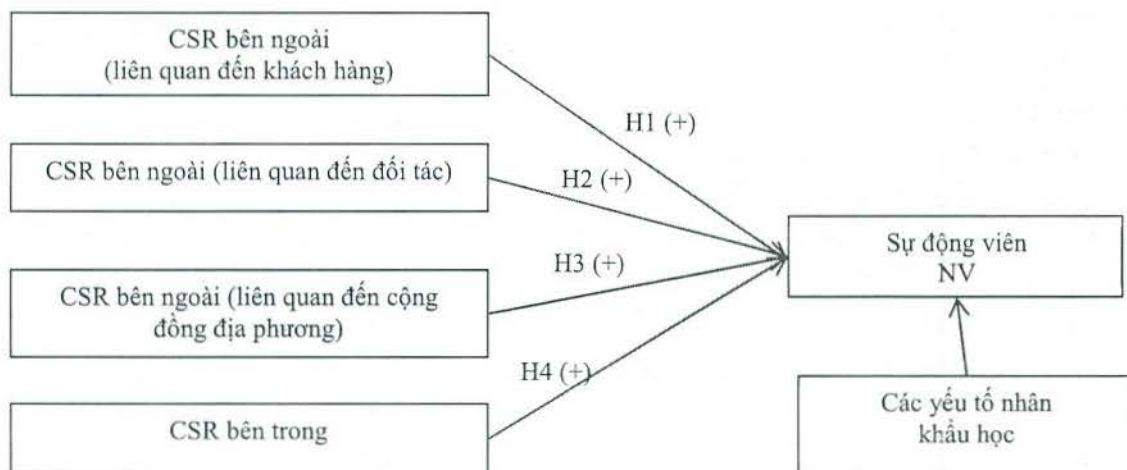 CSR bên ngoài
(liên quan đến khách hàng)
H1 (+)
CSR bên ngoài (liên quan đến đối tác)
H2 (+)
Sự động viên
NV
H3 (+)
CSR bên ngoài (liên quan đến cộng
đồng địa phương)
H4 (+)
CSR bên trong
Các yếu tố nhân
khẩu học